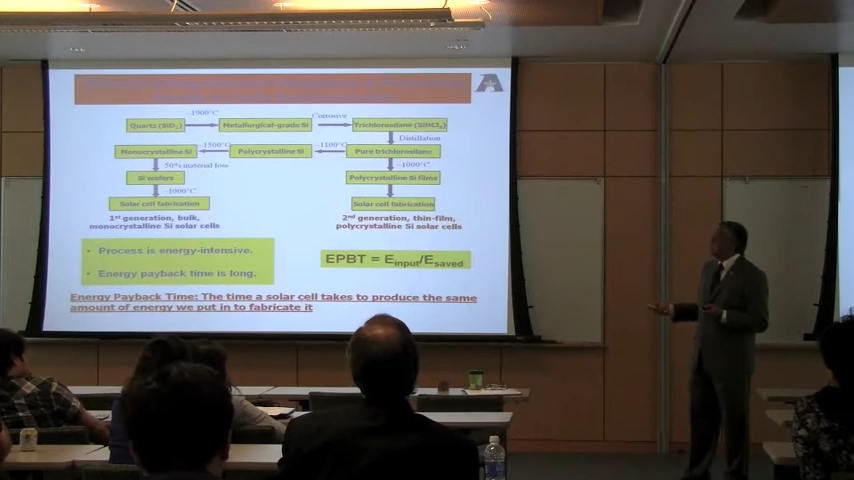 ~1900°C
Corrosive
Quartz (SiO2)
Metallurgical-grade Si
Trichlorosilane (SiHCl3)
Distillation
~1500°C
~1100°C
Monocrystalline Si
Polycrystalline Si
Pure trichlorosilane
50% material loss
~1000°C
Si wafers
Polycrystalline Si films
~1000°C
Solar cell fabrication
Solar cell fabrication
1st generation, bulk,
monocrystalline Si solar cells
2nd generation, thin-film,
polycrystalline Si solar cells
• Process is energy-intensive.
• Energy payback time is long.
EPBT = Einput/Esaved
Energy Payback Time: The time a solar cell takes to produce the same
amount of energy we put in to fabricate it
A